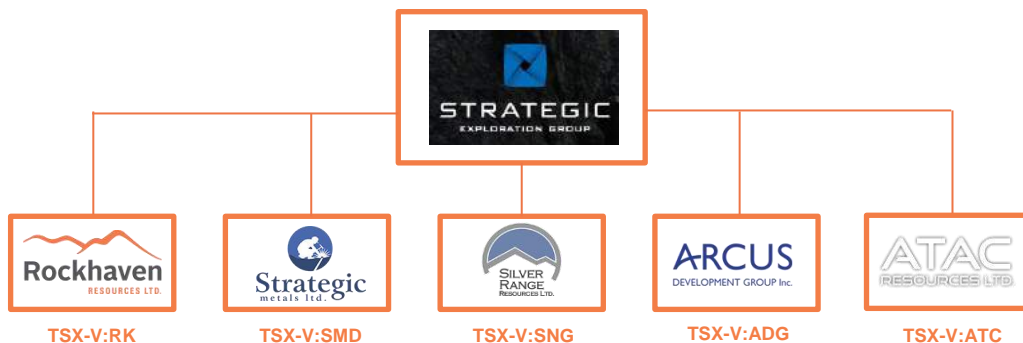 STRATEGIC
EXPLORATION GROUP
Rockhaven
RESOURCES LTD.
Strategic
metals ltd.
SILVER
RANGE
RESOURCES LTD.
ARCUS
DEVELOPMENT GROUP Inc.
ATAC
RESOURCES LTD.
TSX-V:RK
TSX-V:SMD
TSX-V:SNG
TSX-V:ADG
TSX-V:ATC